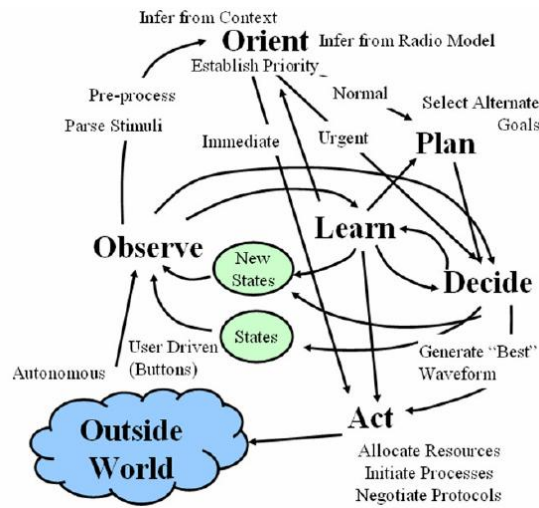 Infer from Context
Orient
Infer from Radio Model
Establish Priority
Pre-process
Normal
Select Alternate
Goals
Parse Stimuli
Immediate
Urgent
Plan
Learn
Observe
New
States
Decide
States
User Driven
(Buttons)
Autonomous
Generate “Best”
Waveform
Act
Outside
World
Allocate Resources
Initiate Processes
Negotiate Protocols